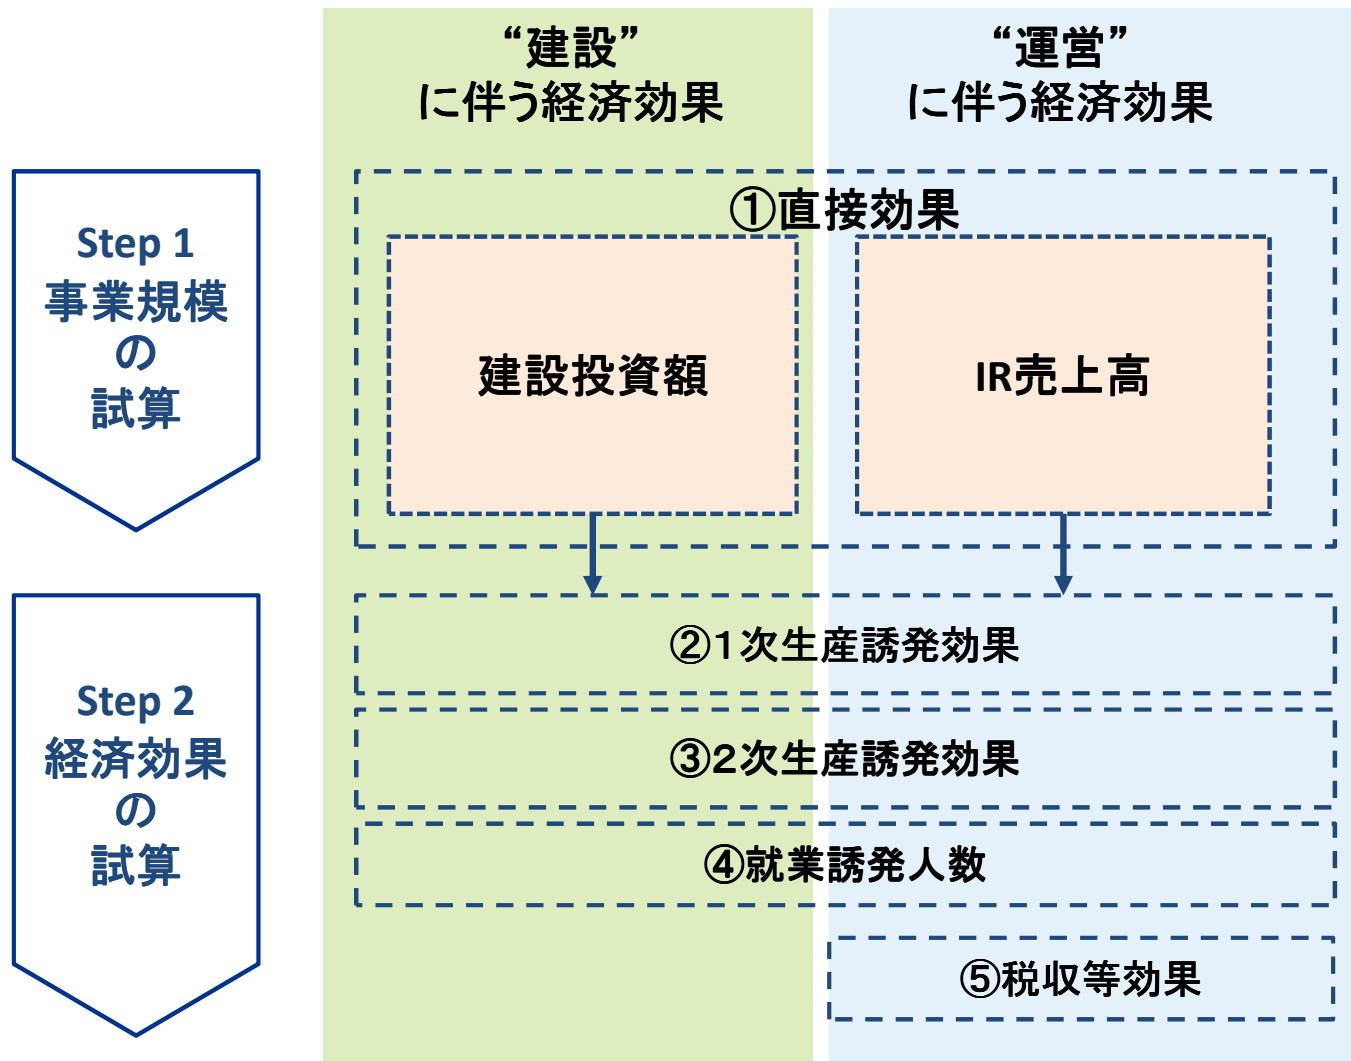 “建設”
に伴う経済効果
“運営”
に伴う経済効果
Step 1
事業規模
の
試算
①直接効果
建設投資額
IR売上高
Step 2
経済効果
の
試算
②１次生産誘発効果
③２次生産誘発効果
④就業誘発人数
⑤税収等効果